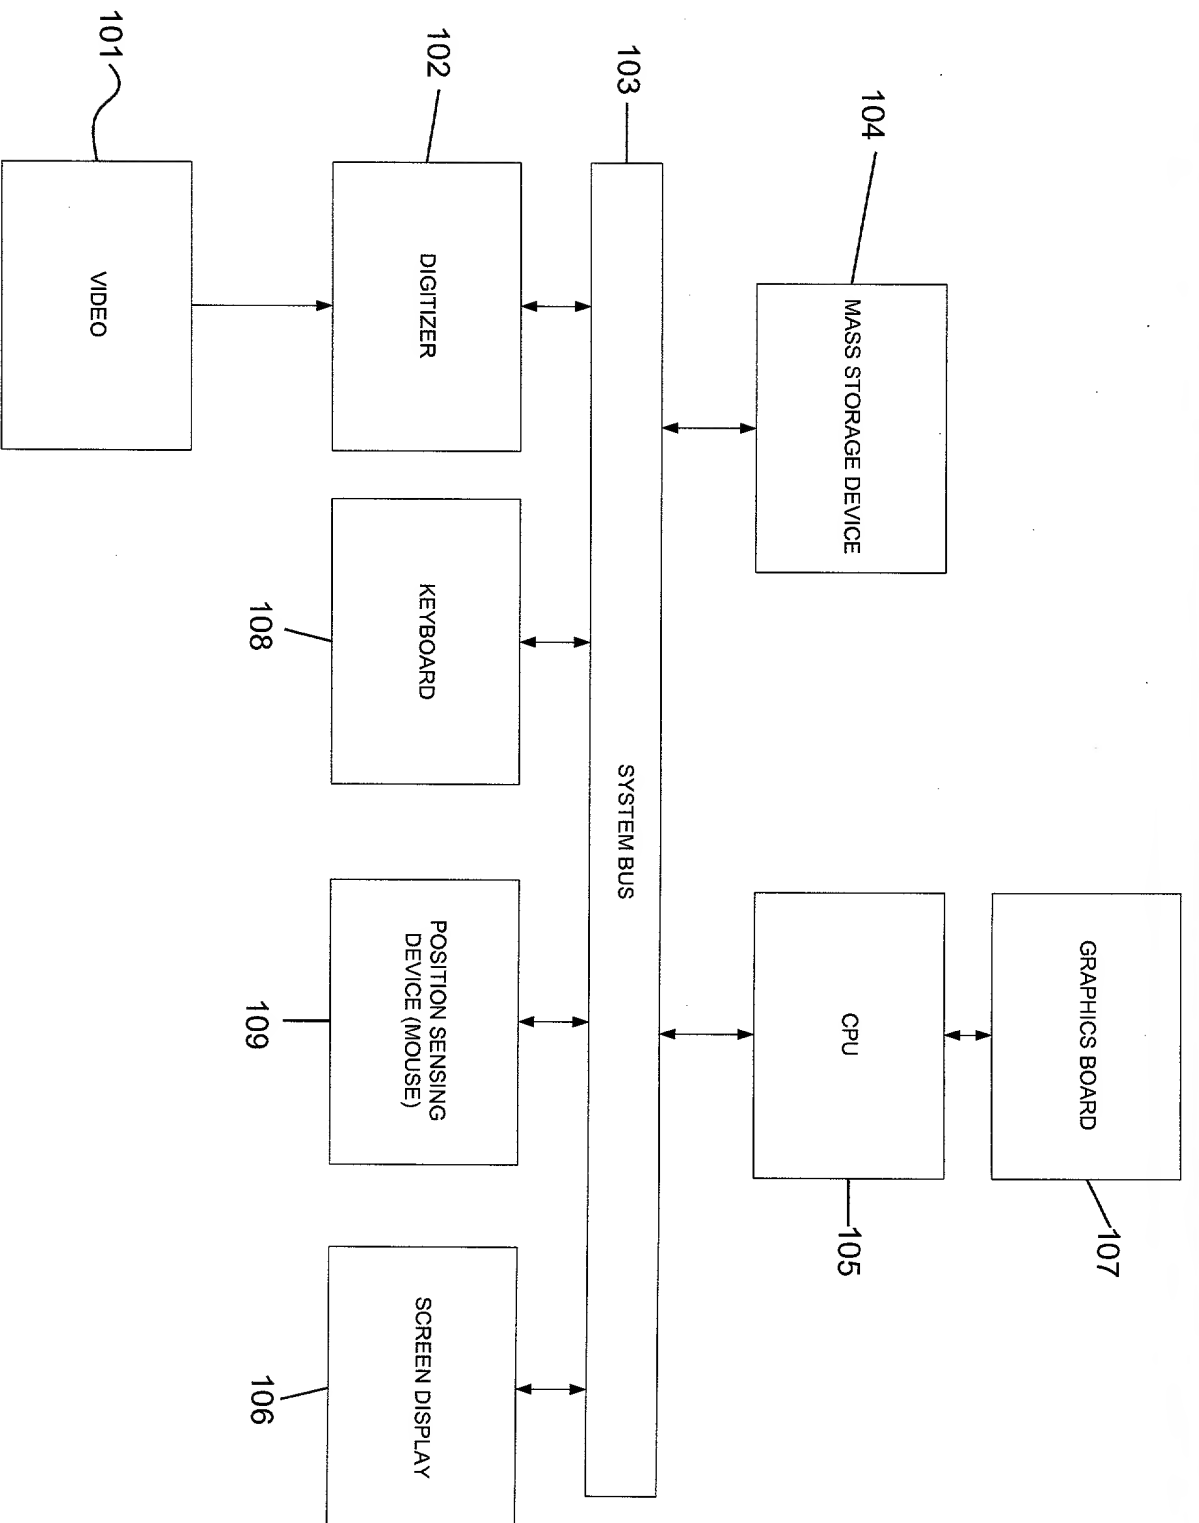 104
MASS STORAGE DEVICE
GRAPHICS BOARD
107
CPU
105
103
SYSTEM BUS
102
DIGITIZER
KEYBOARD
108
POSITION SENSING
DEVICE (MOUSE)
109
SCREEN DISPLAY
106
101
VIDEO